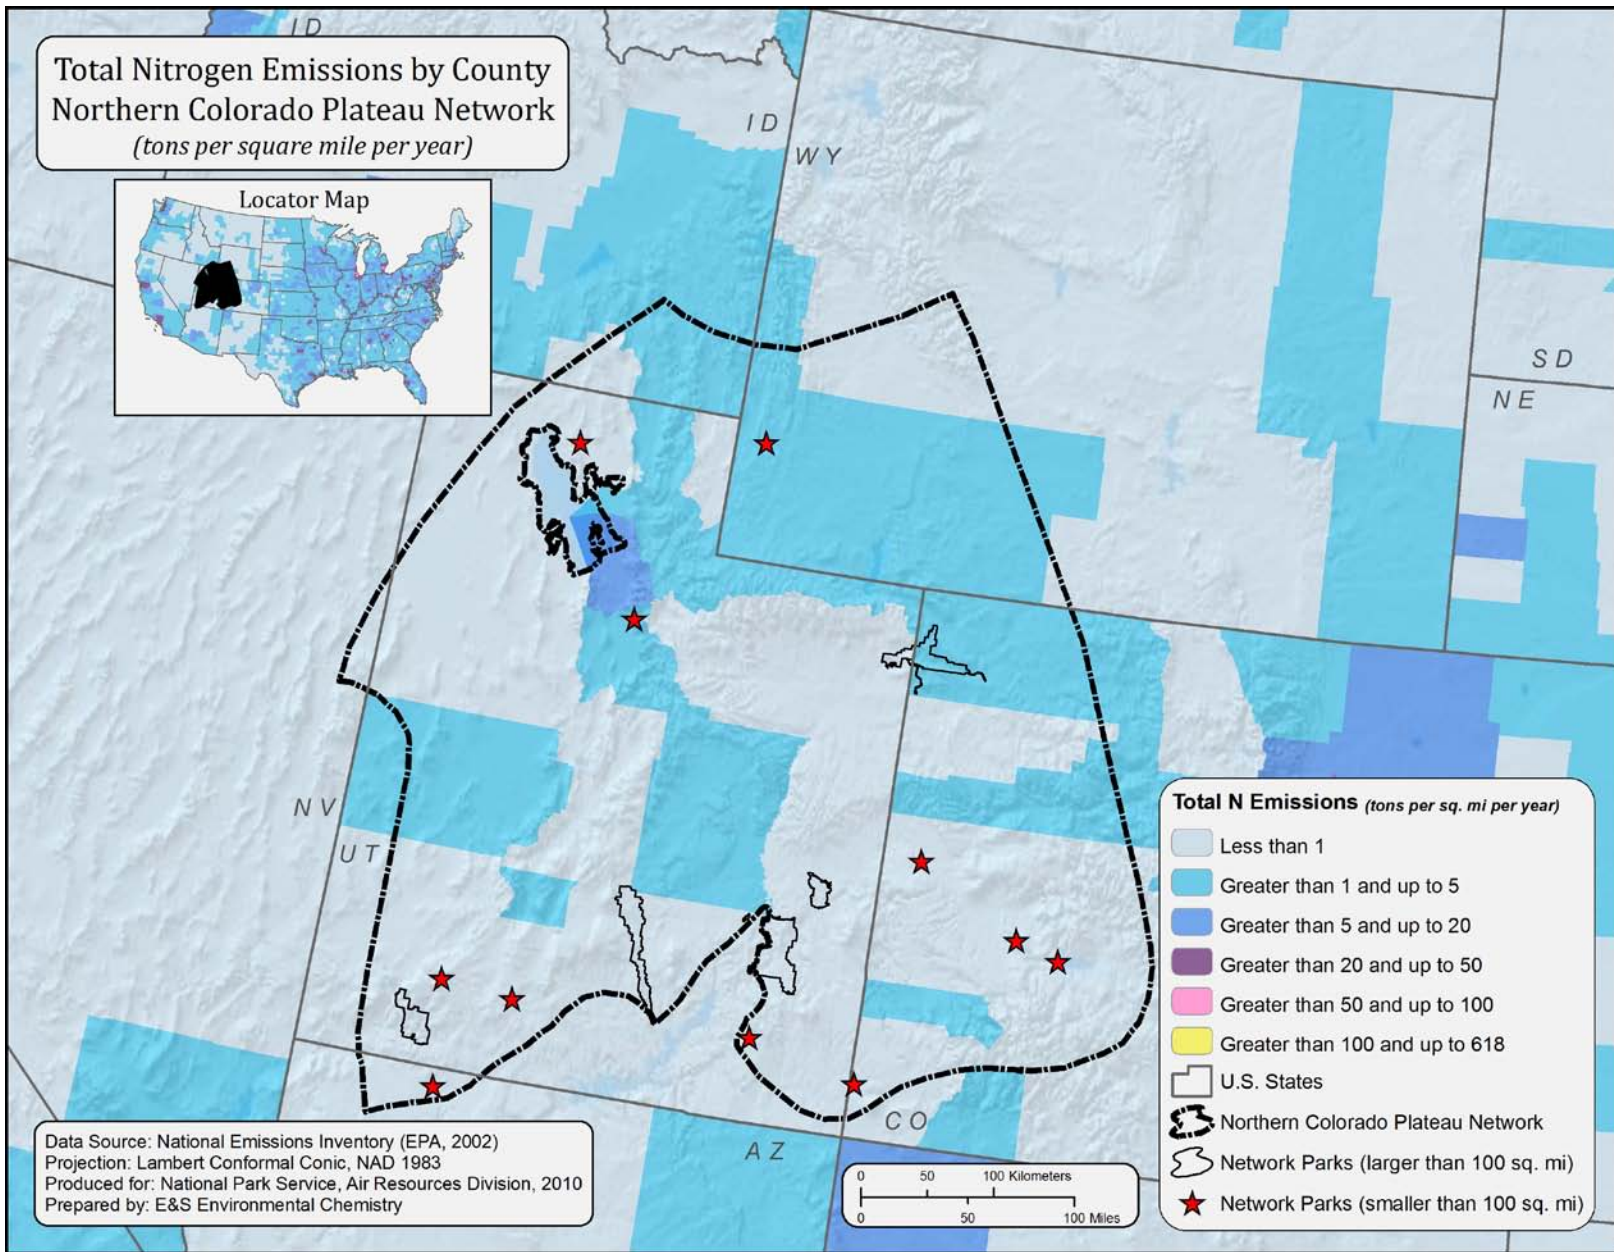 Total Nitrogen Emissions by County
Northern Colorado Plateau Network
(tons per square mile per year)
Locator Map
ID
ID
WY
SD
NE
NV
UT
CO
AZ
Total N Emissions (tons per sq. mi per year)
Less than 1
Greater than 1 and up to 5
Greater than 5 and up to 20
Greater than 20 and up to 50
Greater than 50 and up to 100
Greater than 100 and up to 618
U.S. States
Northern Colorado Plateau Network
Network Parks (larger than 100 sq. mi)
Network Parks (smaller than 100 sq. mi)
Data Source: National Emissions Inventory (EPA, 2002)
Projection: Lambert Conformal Conic, NAD 1983
Produced for: National Park Service, Air Resources Division, 2010
Prepared by: E&S Environmental Chemistry
0 50 100 Kilometers
0 50 100 Miles